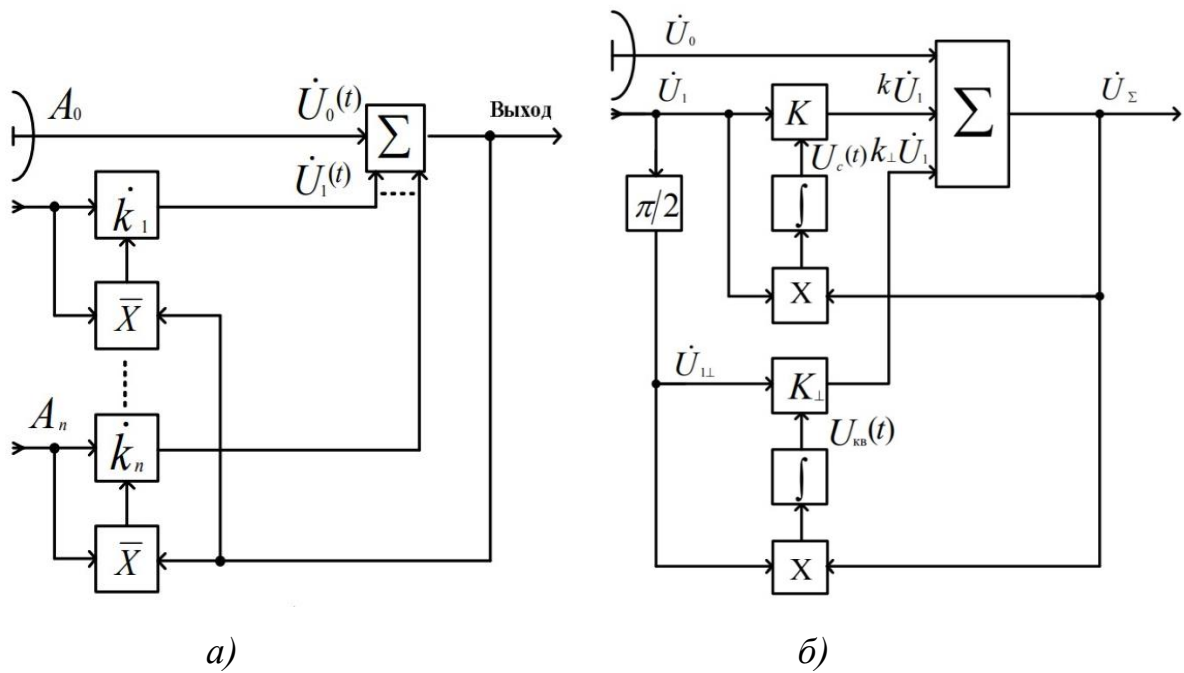 A₀
U̇₀(t)
Σ
Выход
U̇₁(t)
k̇₁
X̅
Aₙ
k̇ₙ
X̅
а)
U̇₀
U̇₁
K
kU̇₁
Σ
U̇_Σ
U_c(t)
k⊥U̇₁
π/2
∫
X
U̇₁⊥
K⊥
U_кв(t)
∫
X
б)